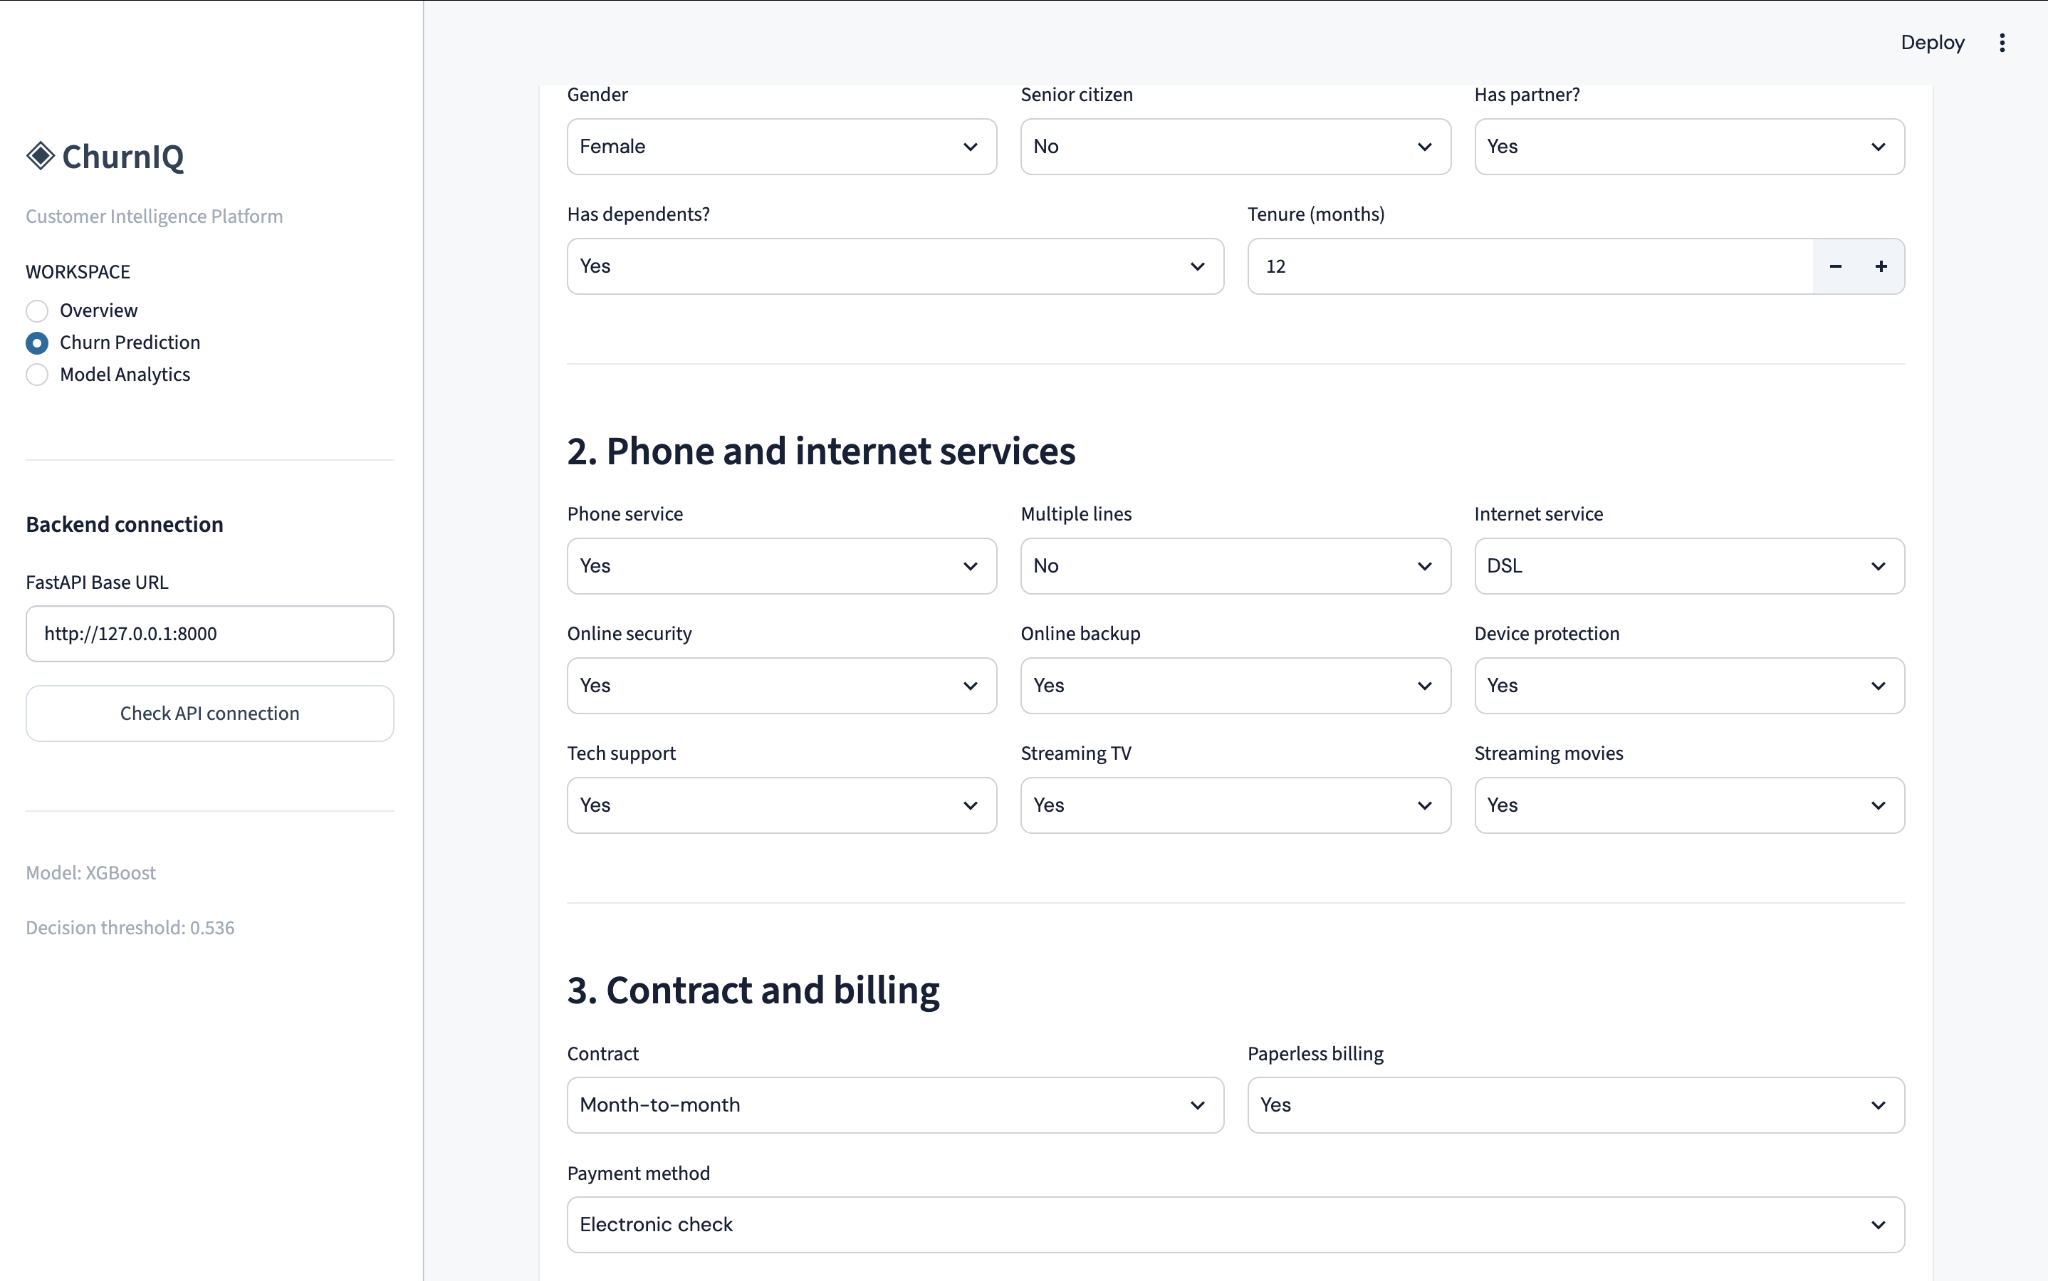 Deploy
ChurnIQ
Customer Intelligence Platform
WORKSPACE
Overview
Churn Prediction
Model Analytics
Backend connection
FastAPI Base URL
http://127.0.0.1:8000
Check API connection
Model: XGBoost
Decision threshold: 0.536
Gender
Senior citizen
Has partner?
Female
No
Yes
Has dependents?
Tenure (months)
Yes
12
2. Phone and internet services
Phone service
Multiple lines
Internet service
Yes
No
DSL
Online security
Online backup
Device protection
Yes
Yes
Yes
Tech support
Streaming TV
Streaming movies
Yes
Yes
Yes
3. Contract and billing
Contract
Paperless billing
Month-to-month
Yes
Payment method
Electronic check